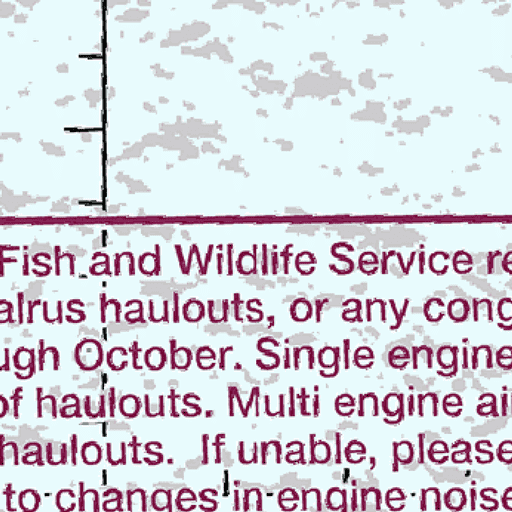 Fish and Wildlife Service re
alrus haulouts, or any cong
ugh October. Single engine
of haulouts. Multi engine ai
haulouts. If unable, please
to changes in engine noise